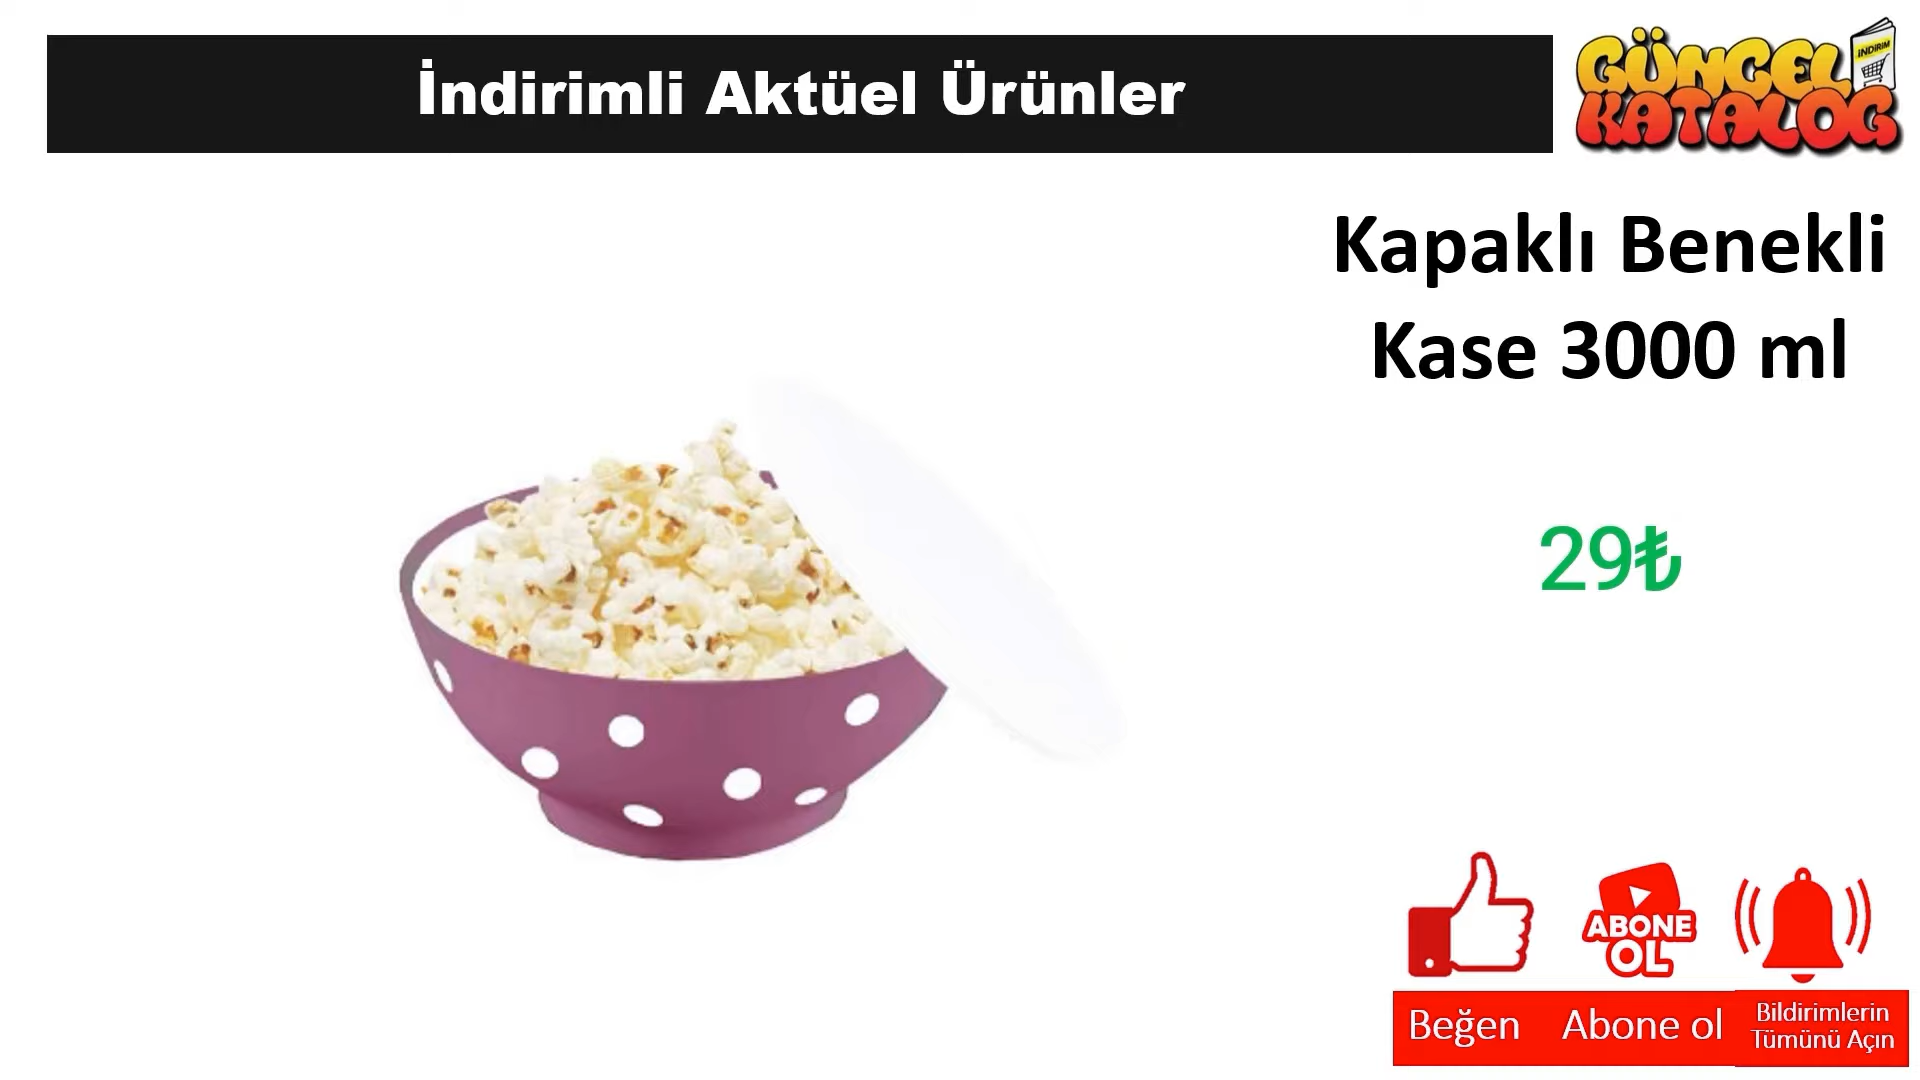 İndirimli Aktüel Ürünler
GÜNCEL
KATALOG
İNDİRİM
Kapaklı Benekli
Kase 3000 ml
29₺
ABONE
OL
Beğen
Abone ol
Bildirimlerin
Tümünü Açın